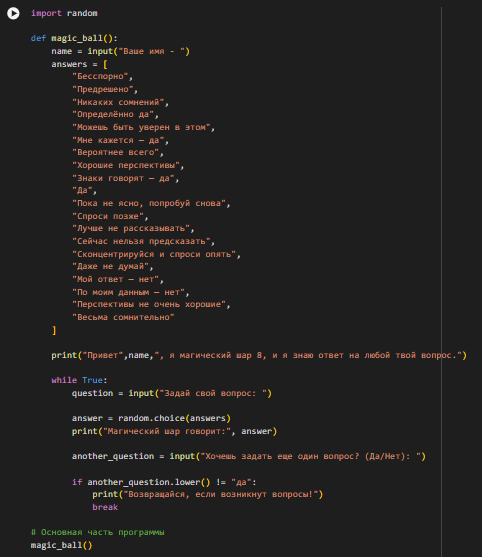 import random
def magic_ball():
name = input("Ваше имя - ")
answers = [
"Бесспорно",
"Предрешено",
"Никаких сомнений",
"Определённо да",
"Можешь быть уверен в этом",
"Мне кажется — да",
"Вероятнее всего",
"Хорошие перспективы",
"Знаки говорят — да",
"Да",
"Пока не ясно, попробуй снова",
"Спроси позже",
"Лучше не рассказывать",
"Сейчас нельзя предсказать",
"Сконцентрируйся и спроси опять",
"Даже не думай",
"Мой ответ — нет",
"По моим данным — нет",
"Перспективы не очень хорошие",
"Весьма сомнительно"
]
print("Привет",name,", я магический шар 8, и я знаю ответ на любой твой вопрос.")
while True:
question = input("Задай свой вопрос: ")
answer = random.choice(answers)
print("Магический шар говорит:", answer)
another_question = input("Хочешь задать еще один вопрос? (Да/Нет): ")
if another_question.lower() != "да":
print("Возвращайся, если возникнут вопросы!")
break
# Основная часть программы
magic_ball()